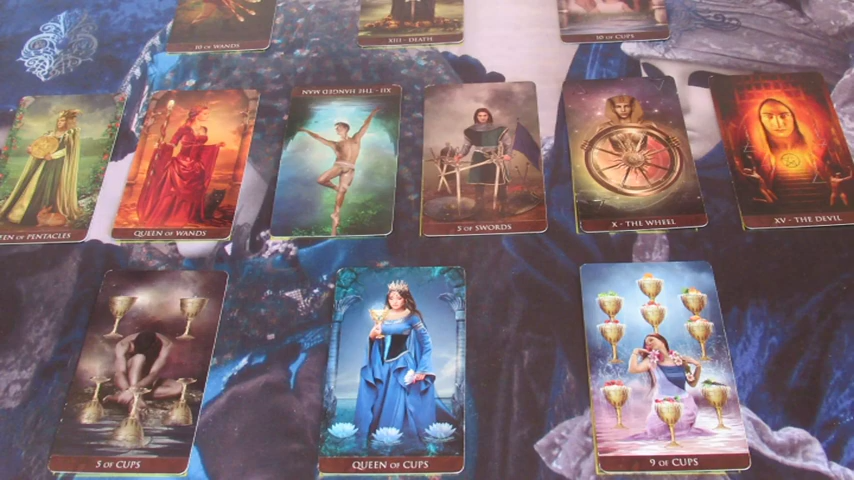 10 OF WANDS
XIII - DEATH
10 OF CUPS
EEN OF PENTACLES
QUEEN OF WANDS
XII - THE HANGED MAN
5 OF SWORDS
X - THE WHEEL
XV - THE DEVIL
5 OF CUPS
QUEEN OF CUPS
9 OF CUPS